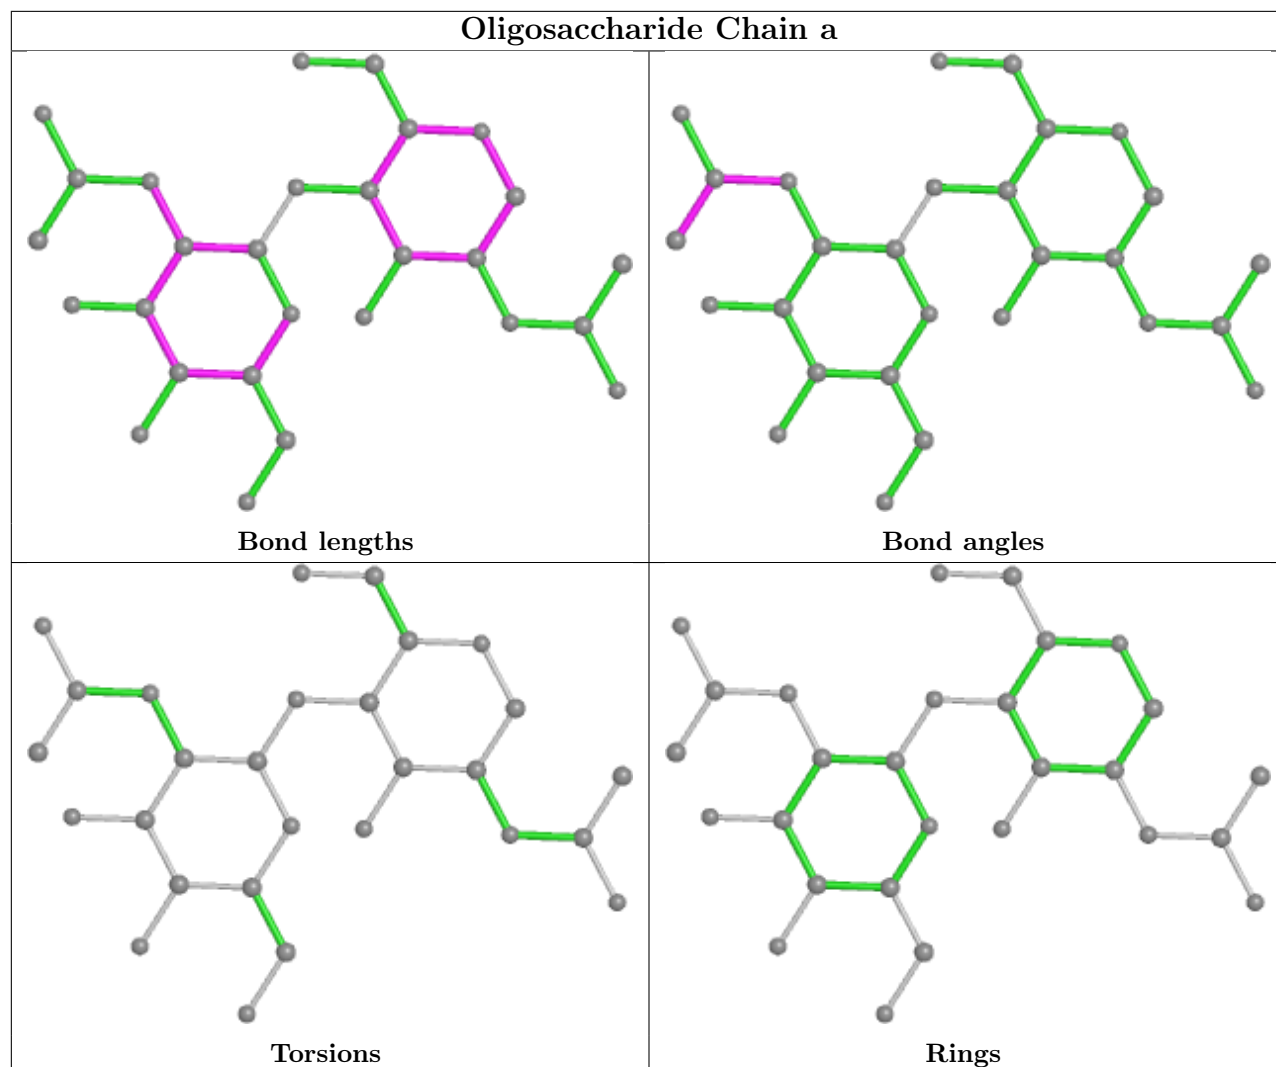 Oligosaccharide Chain a
Bond lengths
Bond angles
Torsions
Rings